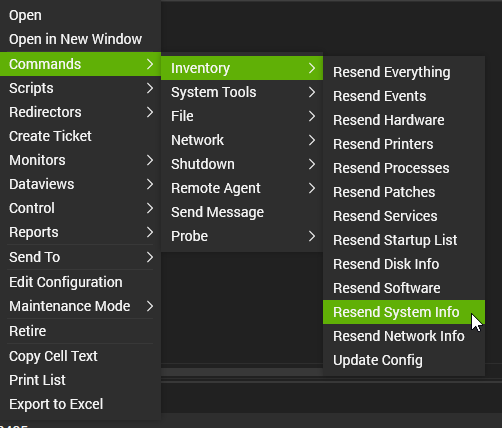 Open
Open in New Window
Commands
Scripts
Redirectors
Create Ticket
Monitors
Dataviews
Control
Reports
Send To
Edit Configuration
Maintenance Mode
Retire
Copy Cell Text
Print List
Export to Excel
Inventory
System Tools
File
Network
Shutdown
Remote Agent
Send Message
Probe
Resend Everything
Resend Events
Resend Hardware
Resend Printers
Resend Processes
Resend Patches
Resend Services
Resend Startup List
Resend Disk Info
Resend Software
Resend System Info
Resend Network Info
Update Config